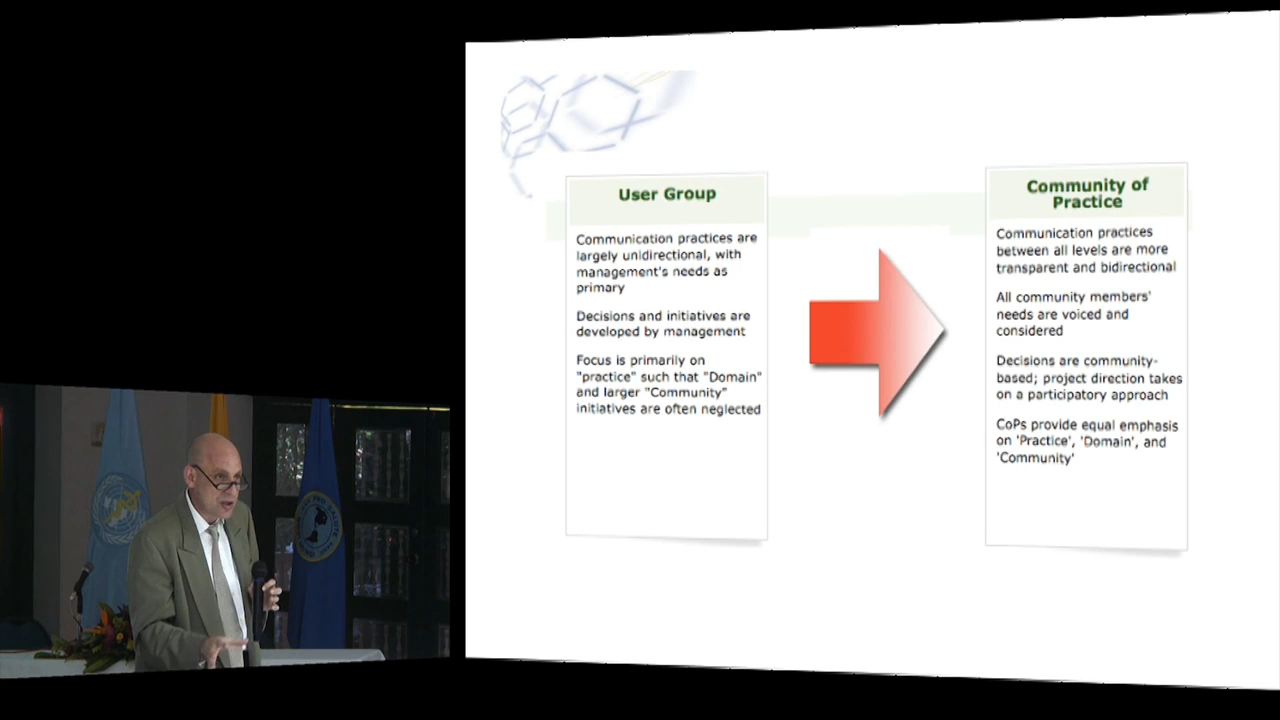 User Group
Communication practices are
largely unidirectional, with
management's needs as
primary
Decisions and initiatives are
developed by management
Focus is primarily on
"practice" such that "Domain"
and larger "Community"
initiatives are often neglected
Community of
Practice
Communication practices
between all levels are more
transparent and bidirectional
All community members'
needs are voiced and
considered
Decisions are community-
based; project direction takes
on a participatory approach
CoPs provide equal emphasis
on 'Practice', 'Domain', and
'Community'